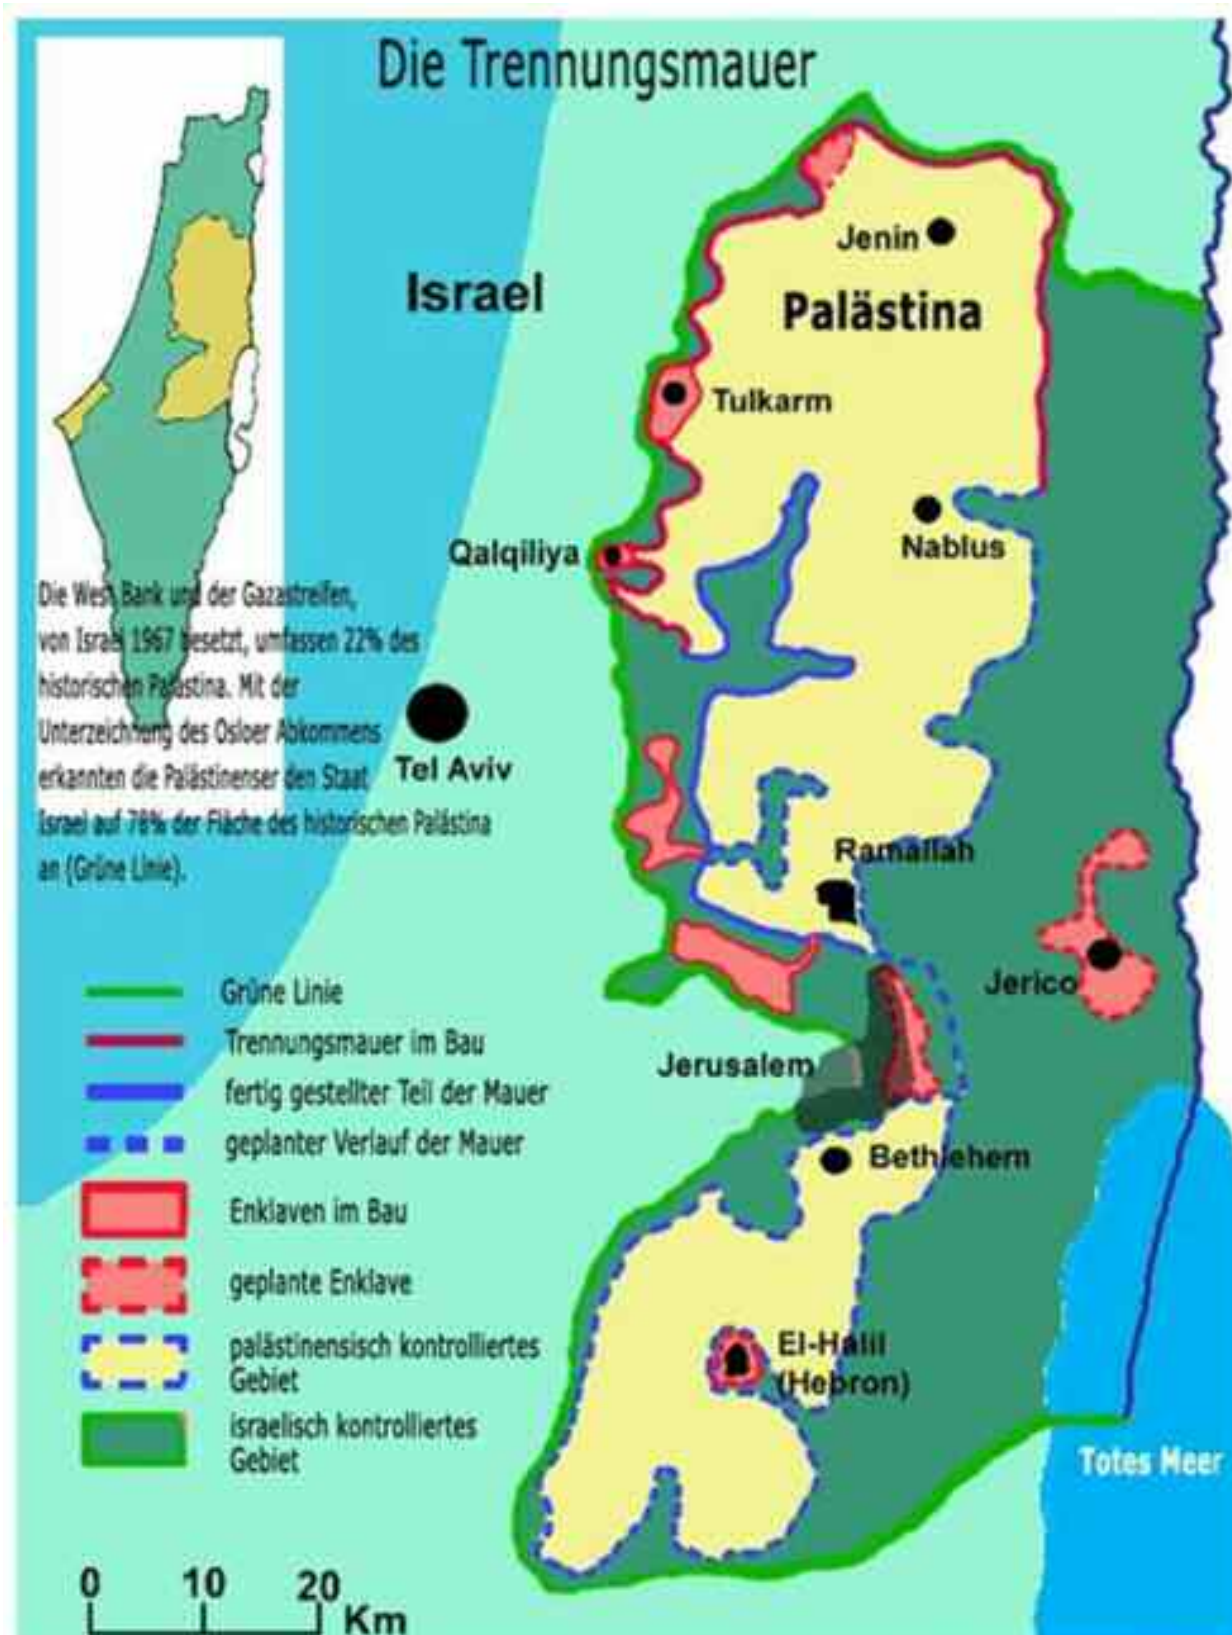 Die Trennungsmauer
Israel
Jenin
Palästina
Tulkarm
Qalqiliya
Nablus
Die West Bank und der Gazastreifen,
von Israel 1967 besetzt, umfassen 22% des
historischen Palästina. Mit der
Unterzeichnung des Osloer Abkommens
erkannten die Palästinenser den Staat
Israel auf 78% der Fläche des historischen Palästina
an (Grüne Linie).
Tel Aviv
Ramallah
Jerico
Jerusalem
Bethlehem
El-Halil
(Hebron)
Totes Meer
Grüne Linie
Trennungsmauer im Bau
fertig gestellter Teil der Mauer
geplanter Verlauf der Mauer
Enklaven im Bau
geplante Enklave
palästinensisch kontrolliertes
Gebiet
israelisch kontrolliertes
Gebiet
0 10 20
Km